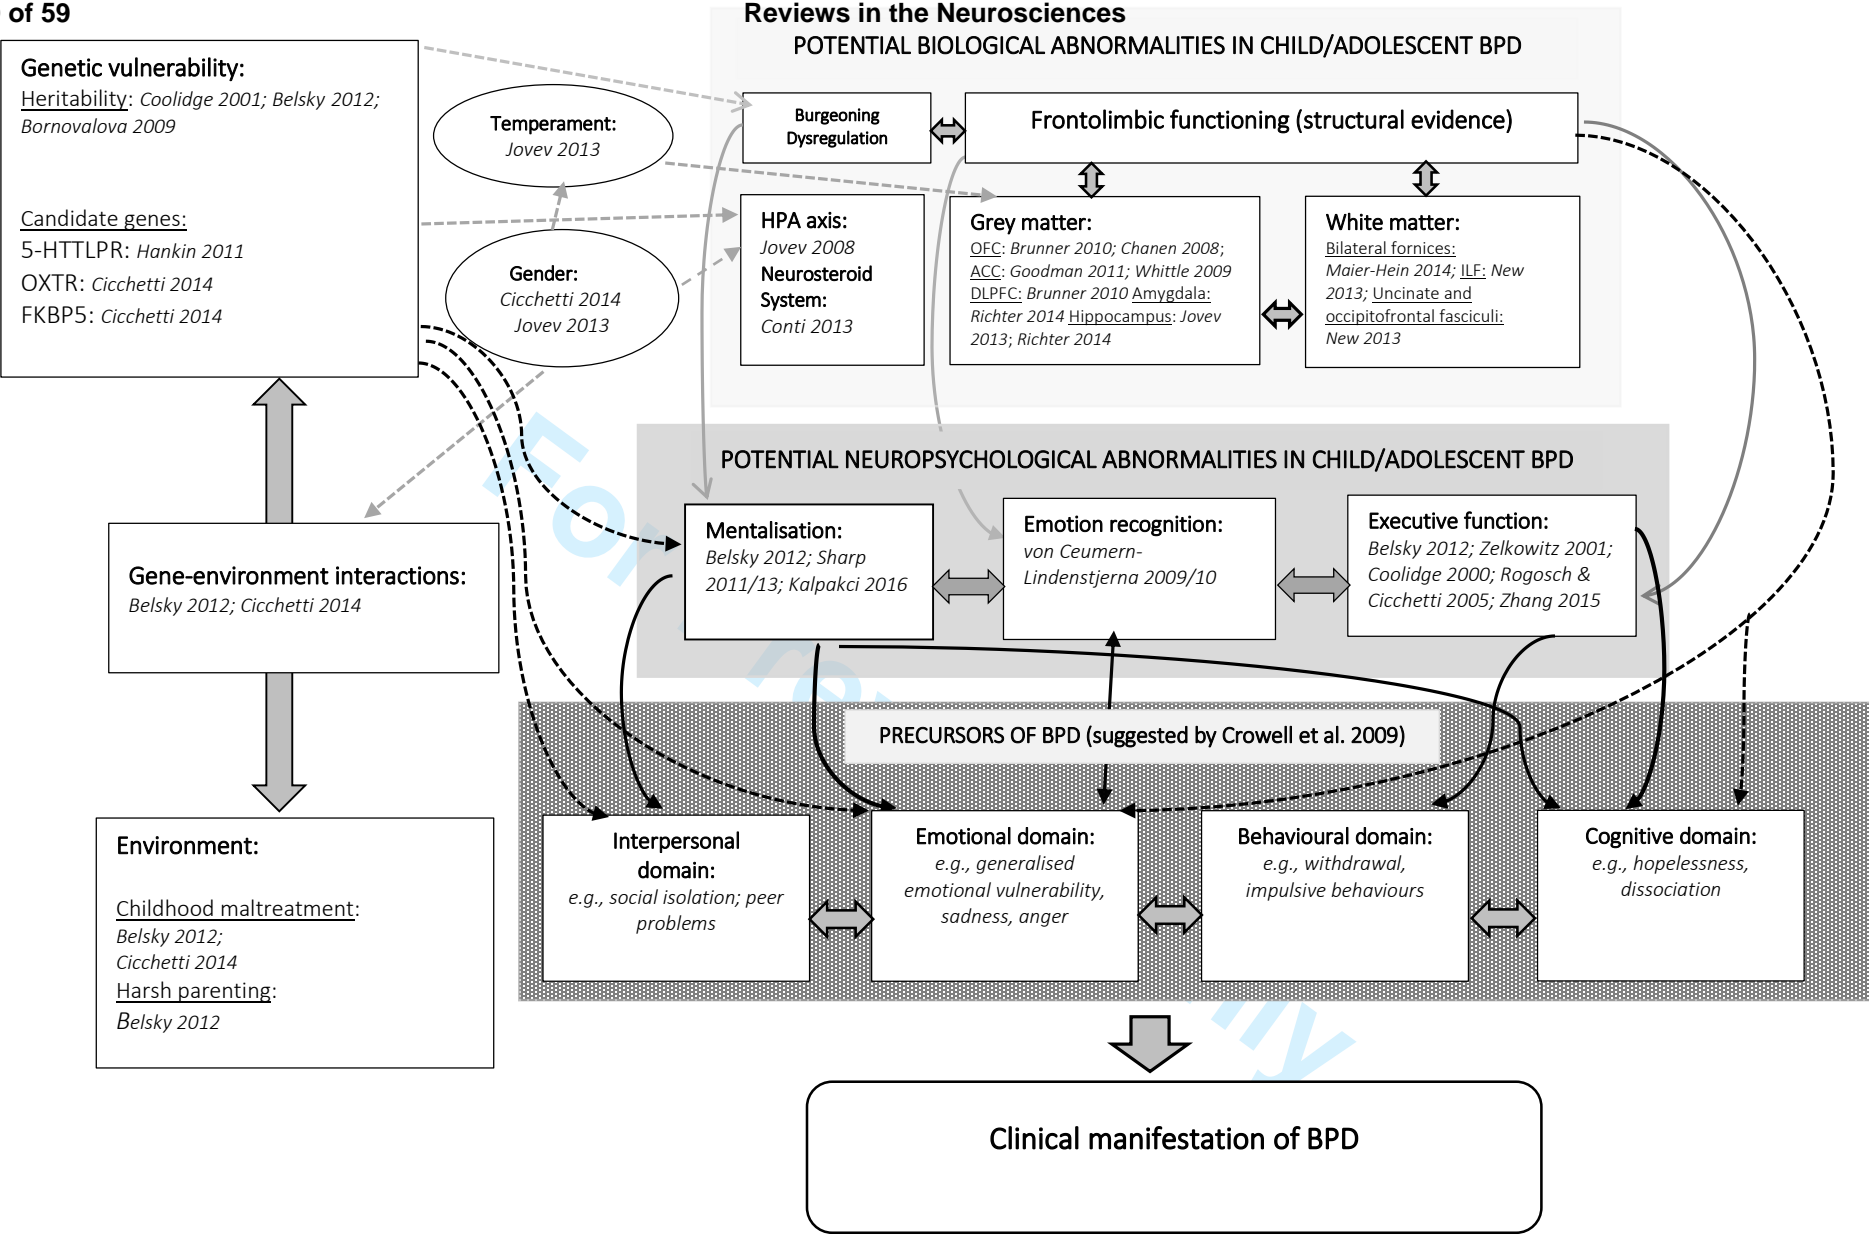 of 59
Reviews in the Neurosciences
POTENTIAL BIOLOGICAL ABNORMALITIES IN CHILD/ADOLESCENT BPD
Genetic vulnerability:
Heritability: Coolidge 2001; Belsky 2012;
Bornovalova 2009
Candidate genes:
5-HTTLPR: Hankin 2011
OXTR: Cicchetti 2014
FKBP5: Cicchetti 2014
Temperament:
Jovev 2013
Gender:
Cicchetti 2014
Jovev 2013
Burgeoning
Dysregulation
Frontolimbic functioning (structural evidence)
HPA axis:
Jovev 2008
Neurosteroid
System:
Conti 2013
Grey matter:
OFC: Brunner 2010; Chanen 2008;
ACC: Goodman 2011; Whittle 2009
DLPFC: Brunner 2010 Amygdala:
Richter 2014 Hippocampus: Jovev
2013; Richter 2014
White matter:
Bilateral fornices:
Maier-Hein 2014; ILF: New
2013; Uncinate and
occipitofrontal fasciculi:
New 2013
POTENTIAL NEUROPSYCHOLOGICAL ABNORMALITIES IN CHILD/ADOLESCENT BPD
Mentalisation:
Belsky 2012; Sharp
2011/13; Kalpakci 2016
Emotion recognition:
von Ceumern-
Lindenstjerna 2009/10
Executive function:
Belsky 2012; Zelkowitz 2001;
Coolidge 2000; Rogosch &
Cicchetti 2005; Zhang 2015
Gene-environment interactions:
Belsky 2012; Cicchetti 2014
Environment:
Childhood maltreatment:
Belsky 2012;
Cicchetti 2014
Harsh parenting:
Belsky 2012
PRECURSORS OF BPD (suggested by Crowell et al. 2009)
Interpersonal
domain:
e.g., social isolation; peer
problems
Emotional domain:
e.g., generalised
emotional vulnerability,
sadness, anger
Behavioural domain:
e.g., withdrawal,
impulsive behaviours
Cognitive domain:
e.g., hopelessness,
dissociation
Clinical manifestation of BPD
For